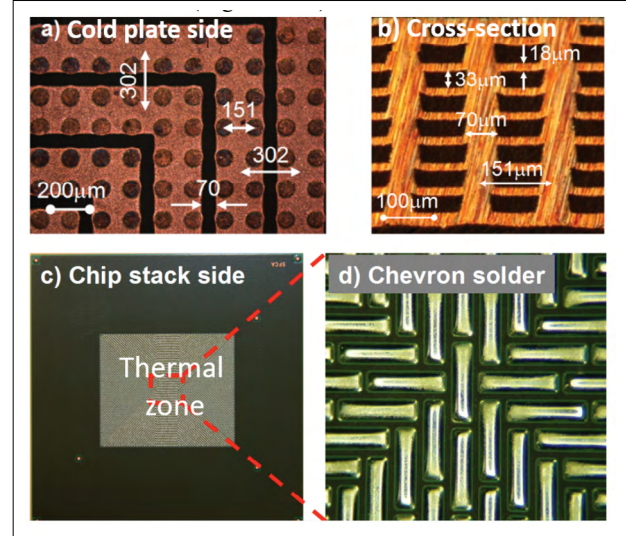 a) Cold plate side
302
151
302
70
200µm
b) Cross-section
18µm
33µm
70µm
151µm
100µm
c) Chip stack side
Thermal
zone
d) Chevron solder